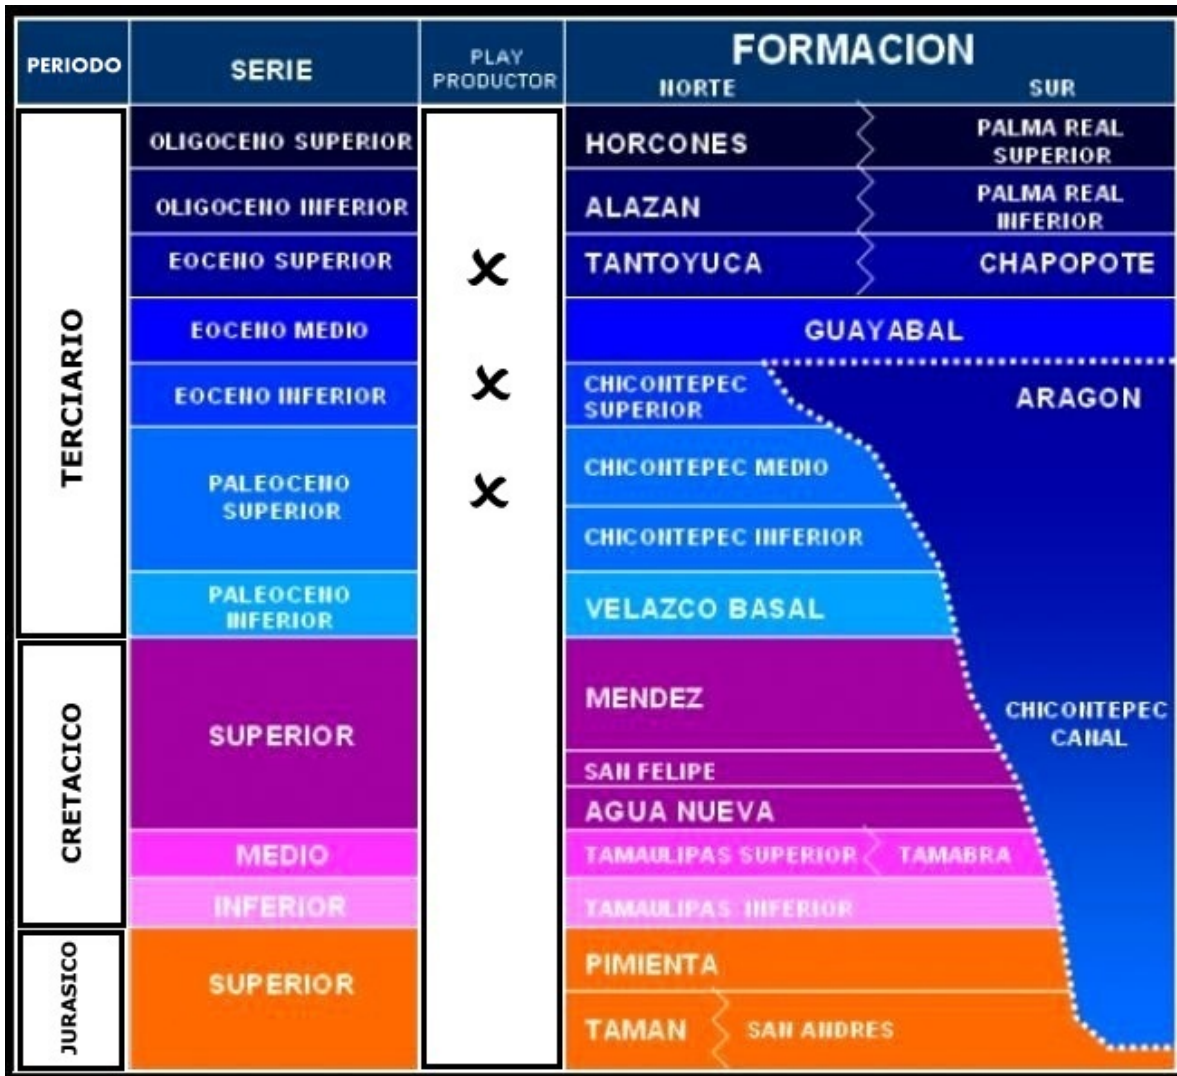 PERIODO
SERIE
PLAY
PRODUCTOR
FORMACION
NORTE
SUR
TERCIARIO
OLIGOCENO SUPERIOR
HORCONES
PALMA REAL
SUPERIOR
OLIGOCENO INFERIOR
ALAZAN
PALMA REAL
INFERIOR
EOCENO SUPERIOR
X
TANTOYUCA
CHAPOPOTE
EOCENO MEDIO
GUAYABAL
EOCENO INFERIOR
X
CHICONTEPEC
SUPERIOR
ARAGON
PALEOCENO
SUPERIOR
X
CHICONTEPEC MEDIO
CHICONTEPEC INFERIOR
PALEOCENO
INFERIOR
VELAZCO BASAL
CRETACICO
SUPERIOR
MENDEZ
CHICONTEPEC
CANAL
SAN FELIPE
AGUA NUEVA
MEDIO
TAMAULIPAS SUPERIOR
TAMABRA
INFERIOR
TAMAULIPAS INFERIOR
JURASICO
SUPERIOR
PIMIENTA
TAMAN
SAN ANDRES